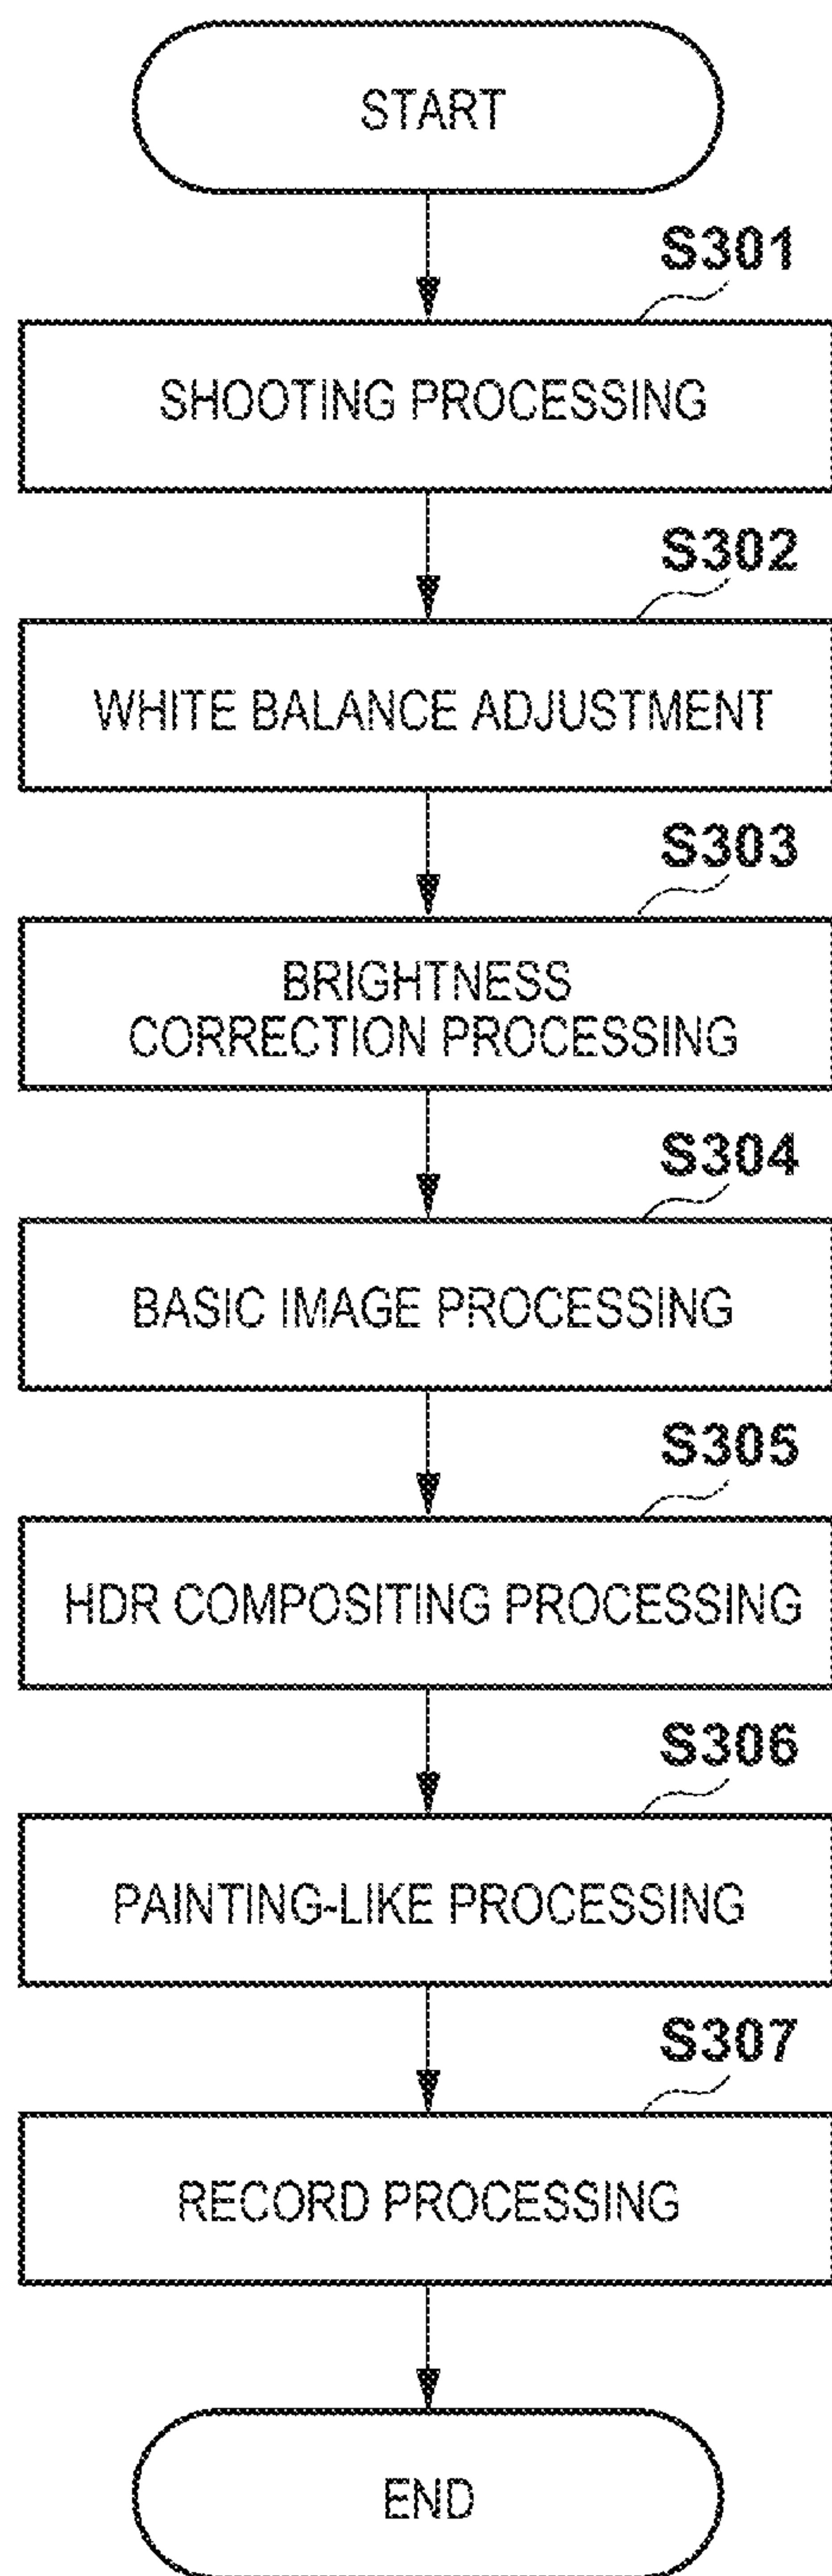 START
S301
SHOOTING PROCESSING
S302
WHITE BALANCE ADJUSTMENT
S303
BRIGHTNESS
CORRECTION PROCESSING
S304
BASIC IMAGE PROCESSING
S305
HDR COMPOSITING PROCESSING
S306
PAINTING-LIKE PROCESSING
S307
RECORD PROCESSING
END